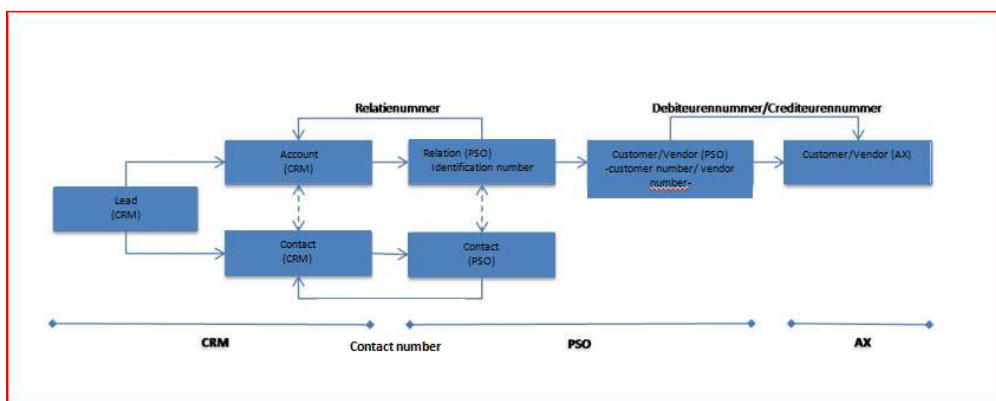 Relatienummer
Debiteurennummer/Crediteurennummer
Account
(CRM)
Relation (PSO)
Identification number
Customer/Vendor (PSO)
-customer number/ vendor
number-
Customer/Vendor (AX)
Lead
(CRM)
Contact
(CRM)
Contact
(PSO)
CRM
Contact number
PSO
AX